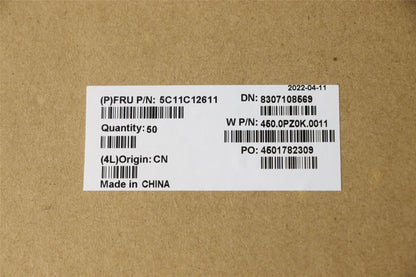 2022-04-11
(P)FRU P/N: 5C11C12611
DN: 8307108569
Quantity: 50
W P/N: 450.0PZ0K.0011
(4L)Origin: CN
PO: 4501782309
Made in CHINA